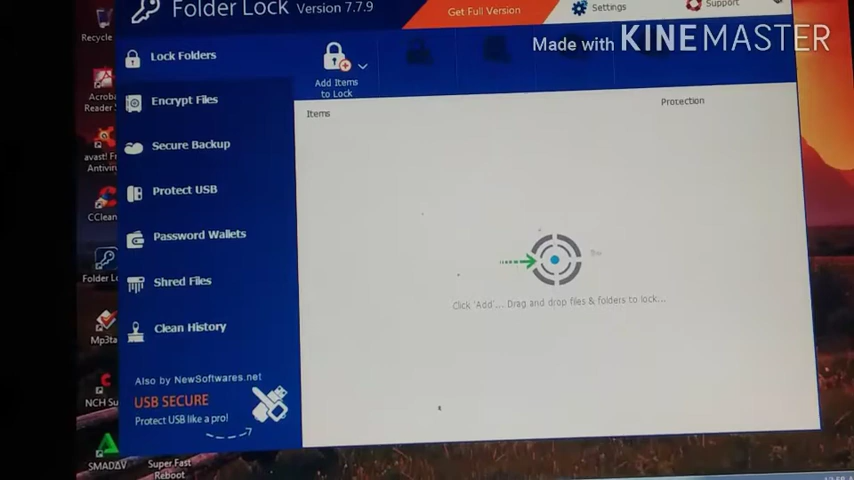 Folder Lock Version 7.7.9
Get Full Version
Settings
Support
Made with KINEMASTER
Recycle
Lock Folders
Add Items
to Lock
Items
Protection
Acroba
Reader
Encrypt Files
avast! Fr
Antivir
Secure Backup
CClean
Protect USB
Password Wallets
Folder Lo
Shred Files
Click 'Add'... Drag and drop files & folders to lock...
Mp3ta
Clean History
Also by NewSoftwares.net
USB SECURE
Protect USB like a pro!
NCH Su
SMADAV
Super Fast
Reboot